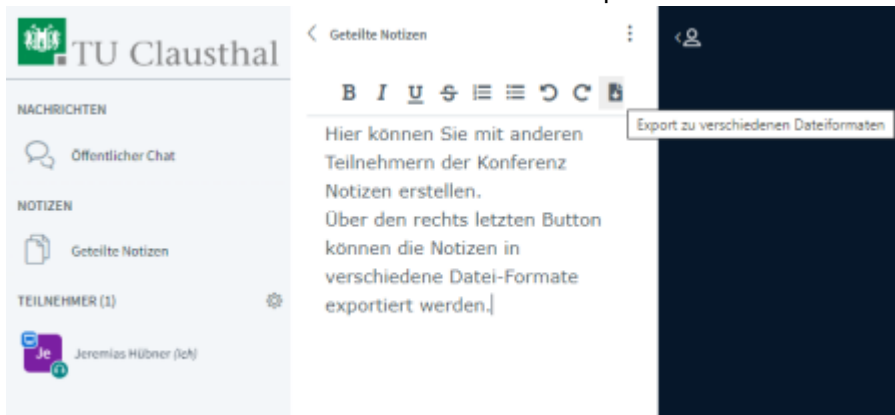 TU Clausthal
NACHRICHTEN
Öffentlicher Chat
NOTIZEN
Geteilte Notizen
TEILNEHMER (1)
Je
Jeremias Hübner (Ich)
Geteilte Notizen
B I U S
Export zu verschiedenen Dateiformaten
Hier können Sie mit anderen
Teilnehmern der Konferenz
Notizen erstellen.
Über den rechts letzten Button
können die Notizen in
verschiedene Datei-Formate
exportiert werden.